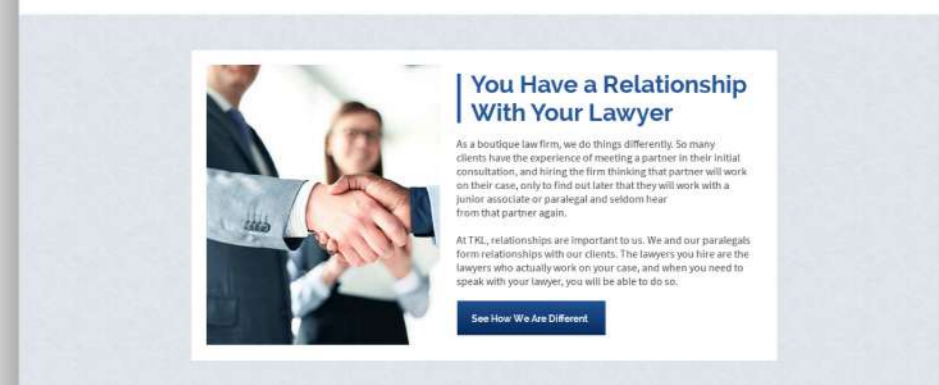 You Have a Relationship
With Your Lawyer
As a boutique law firm, we do things differently. So many
clients have the experience of meeting a partner in their initial
consultation, and hiring the firm thinking that partner will work
on their case, only to find out later that they will work with a
junior associate or paralegal and seldom hear
from that partner again.
At TKL, relationships are important to us. We and our paralegals
form relationships with our clients. The lawyers you hire are the
lawyers who actually work on your case, and when you need to
speak with your lawyer, you will be able to do so.
See How We Are Different